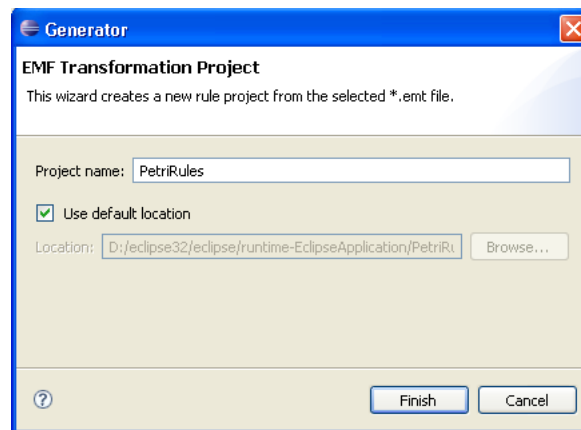 Generator
EMF Transformation Project
This wizard creates a new rule project from the selected *.emt file.
Project name: PetriRules
Use default location
Location: D:/eclipse32/eclipse/runtime-EclipseApplication/PetriRu Browse...
? Finish Cancel